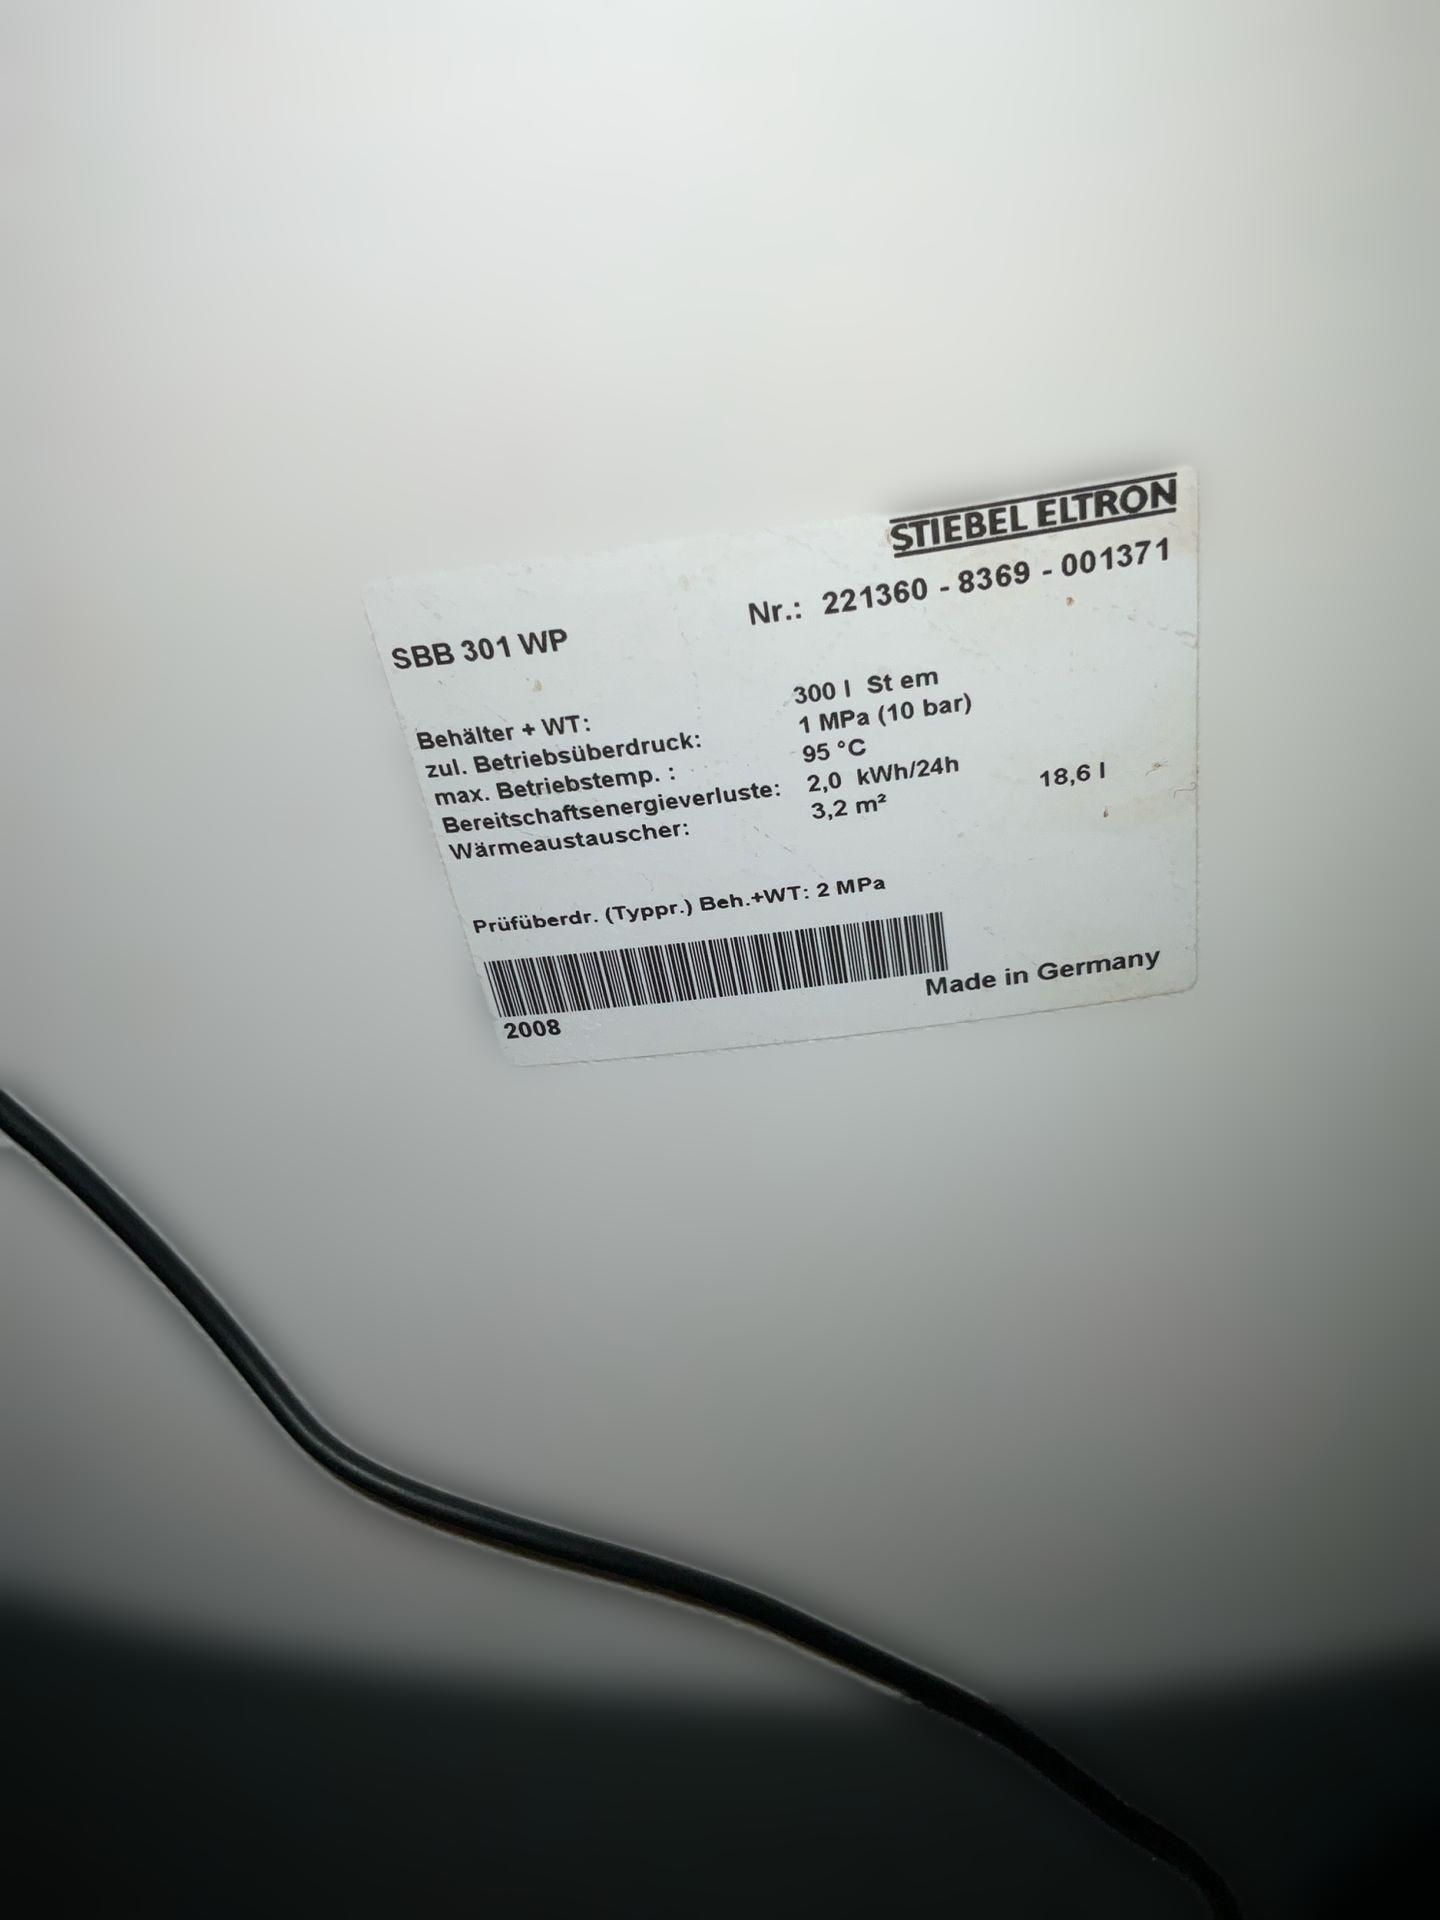 STIEBEL ELTRON
SBB 301 WP Nr.: 221360 - 8369 - 001371
Behälter + WT: 300 l St em
zul. Betriebsüberdruck: 1 MPa (10 bar)
max. Betriebstemp. : 95 °C
Bereitschaftsenergieverluste: 2,0 kWh/24h
Wärmeaustauscher: 3,2 m² 18,6 l
Prüfüberdr. (Typpr.) Beh.+WT: 2 MPa
Made in Germany
2008